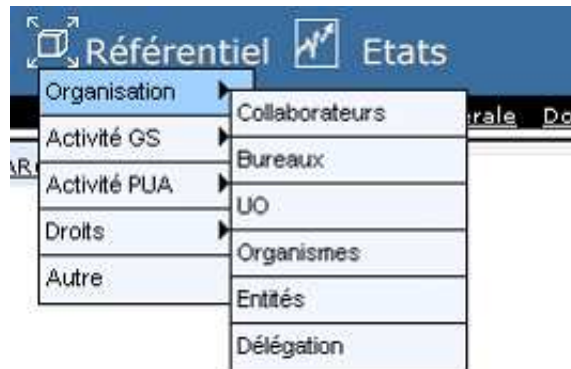 Référentiel Etats
Organisation
Activité GS
Activité PUA
Droits
Autre
Collaborateurs
Bureaux
UO
Organismes
Entités
Délégation